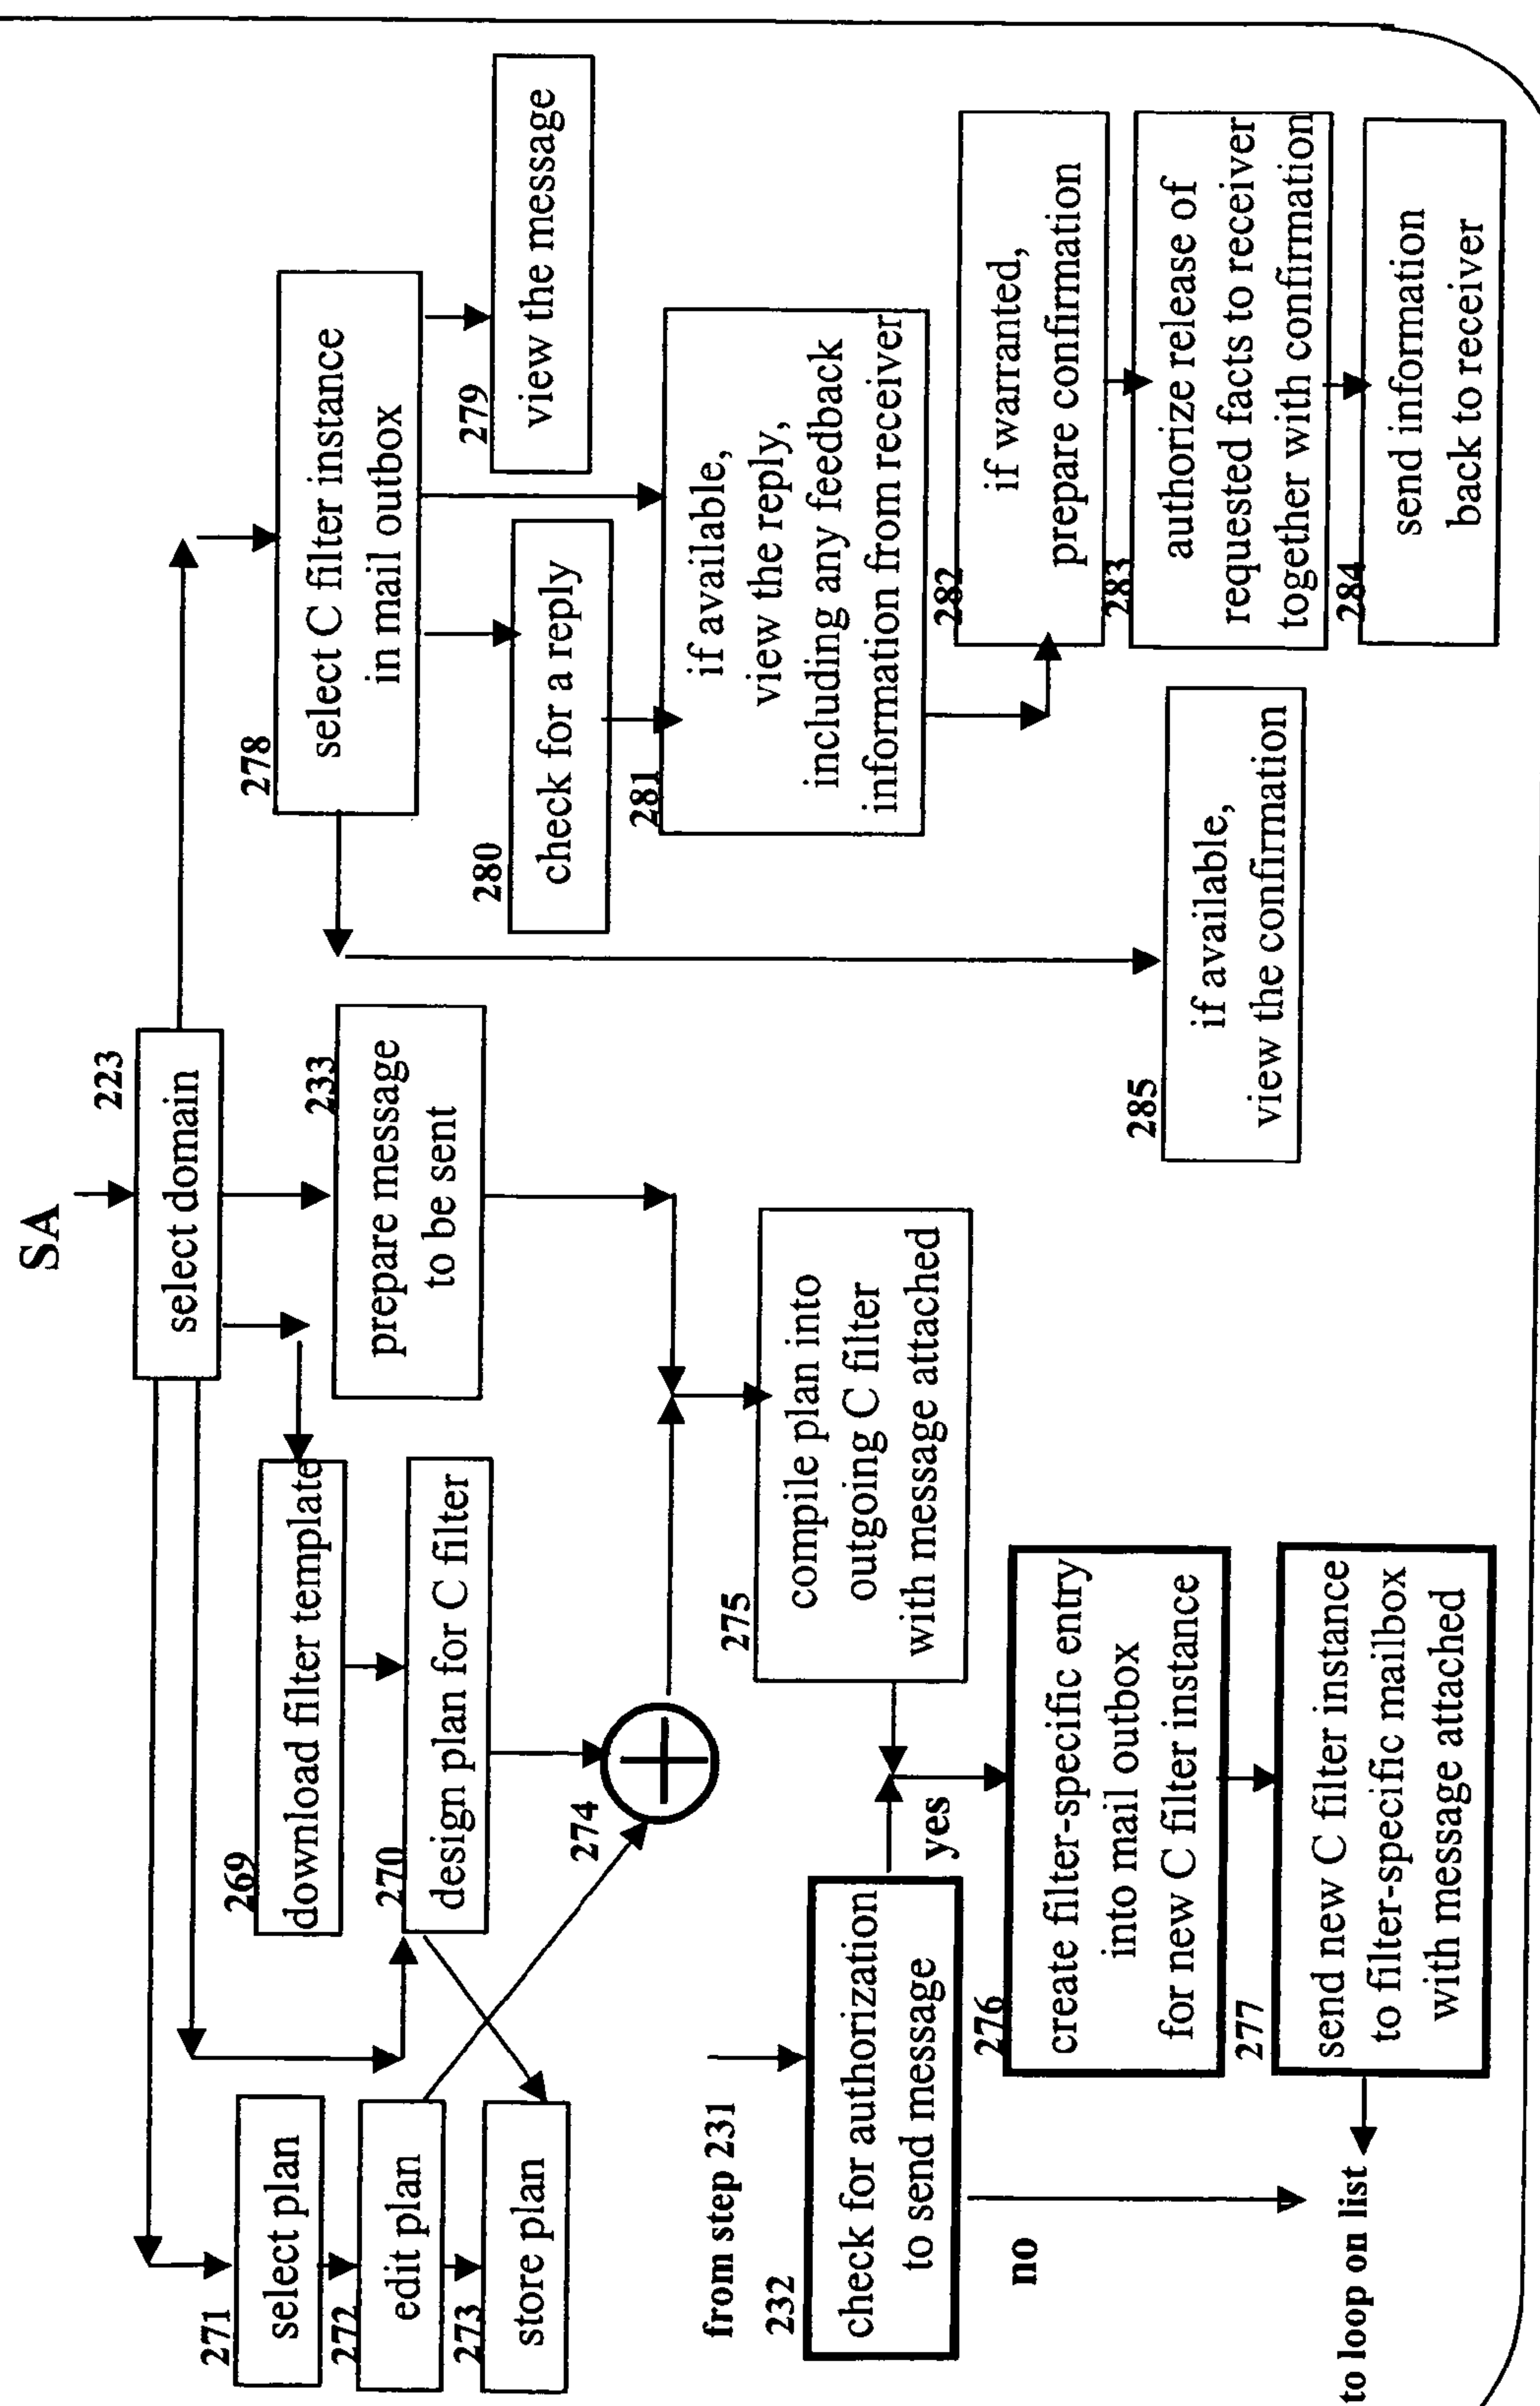 SA
223
select domain
271
select plan
272
edit plan
273
store plan
269
download filter template
270
design plan for C filter
274
233
prepare message
to be sent
278
select C filter instance
in mail outbox
279
view the message
280
check for a reply
281
if available,
view the reply,
including any feedback
information from receiver
282
if warranted,
prepare confirmation
283
authorize release of
requested facts to receiver
together with confirmation
284
send information
back to receiver
285
if available,
view the confirmation
275
compile plan into
outgoing C filter
with message attached
from step 231
232
check for authorization
to send message
yes
no
276
create filter-specific entry
into mail outbox
for new C filter instance
277
send new C filter instance
to filter-specific mailbox
with message attached
to loop on list